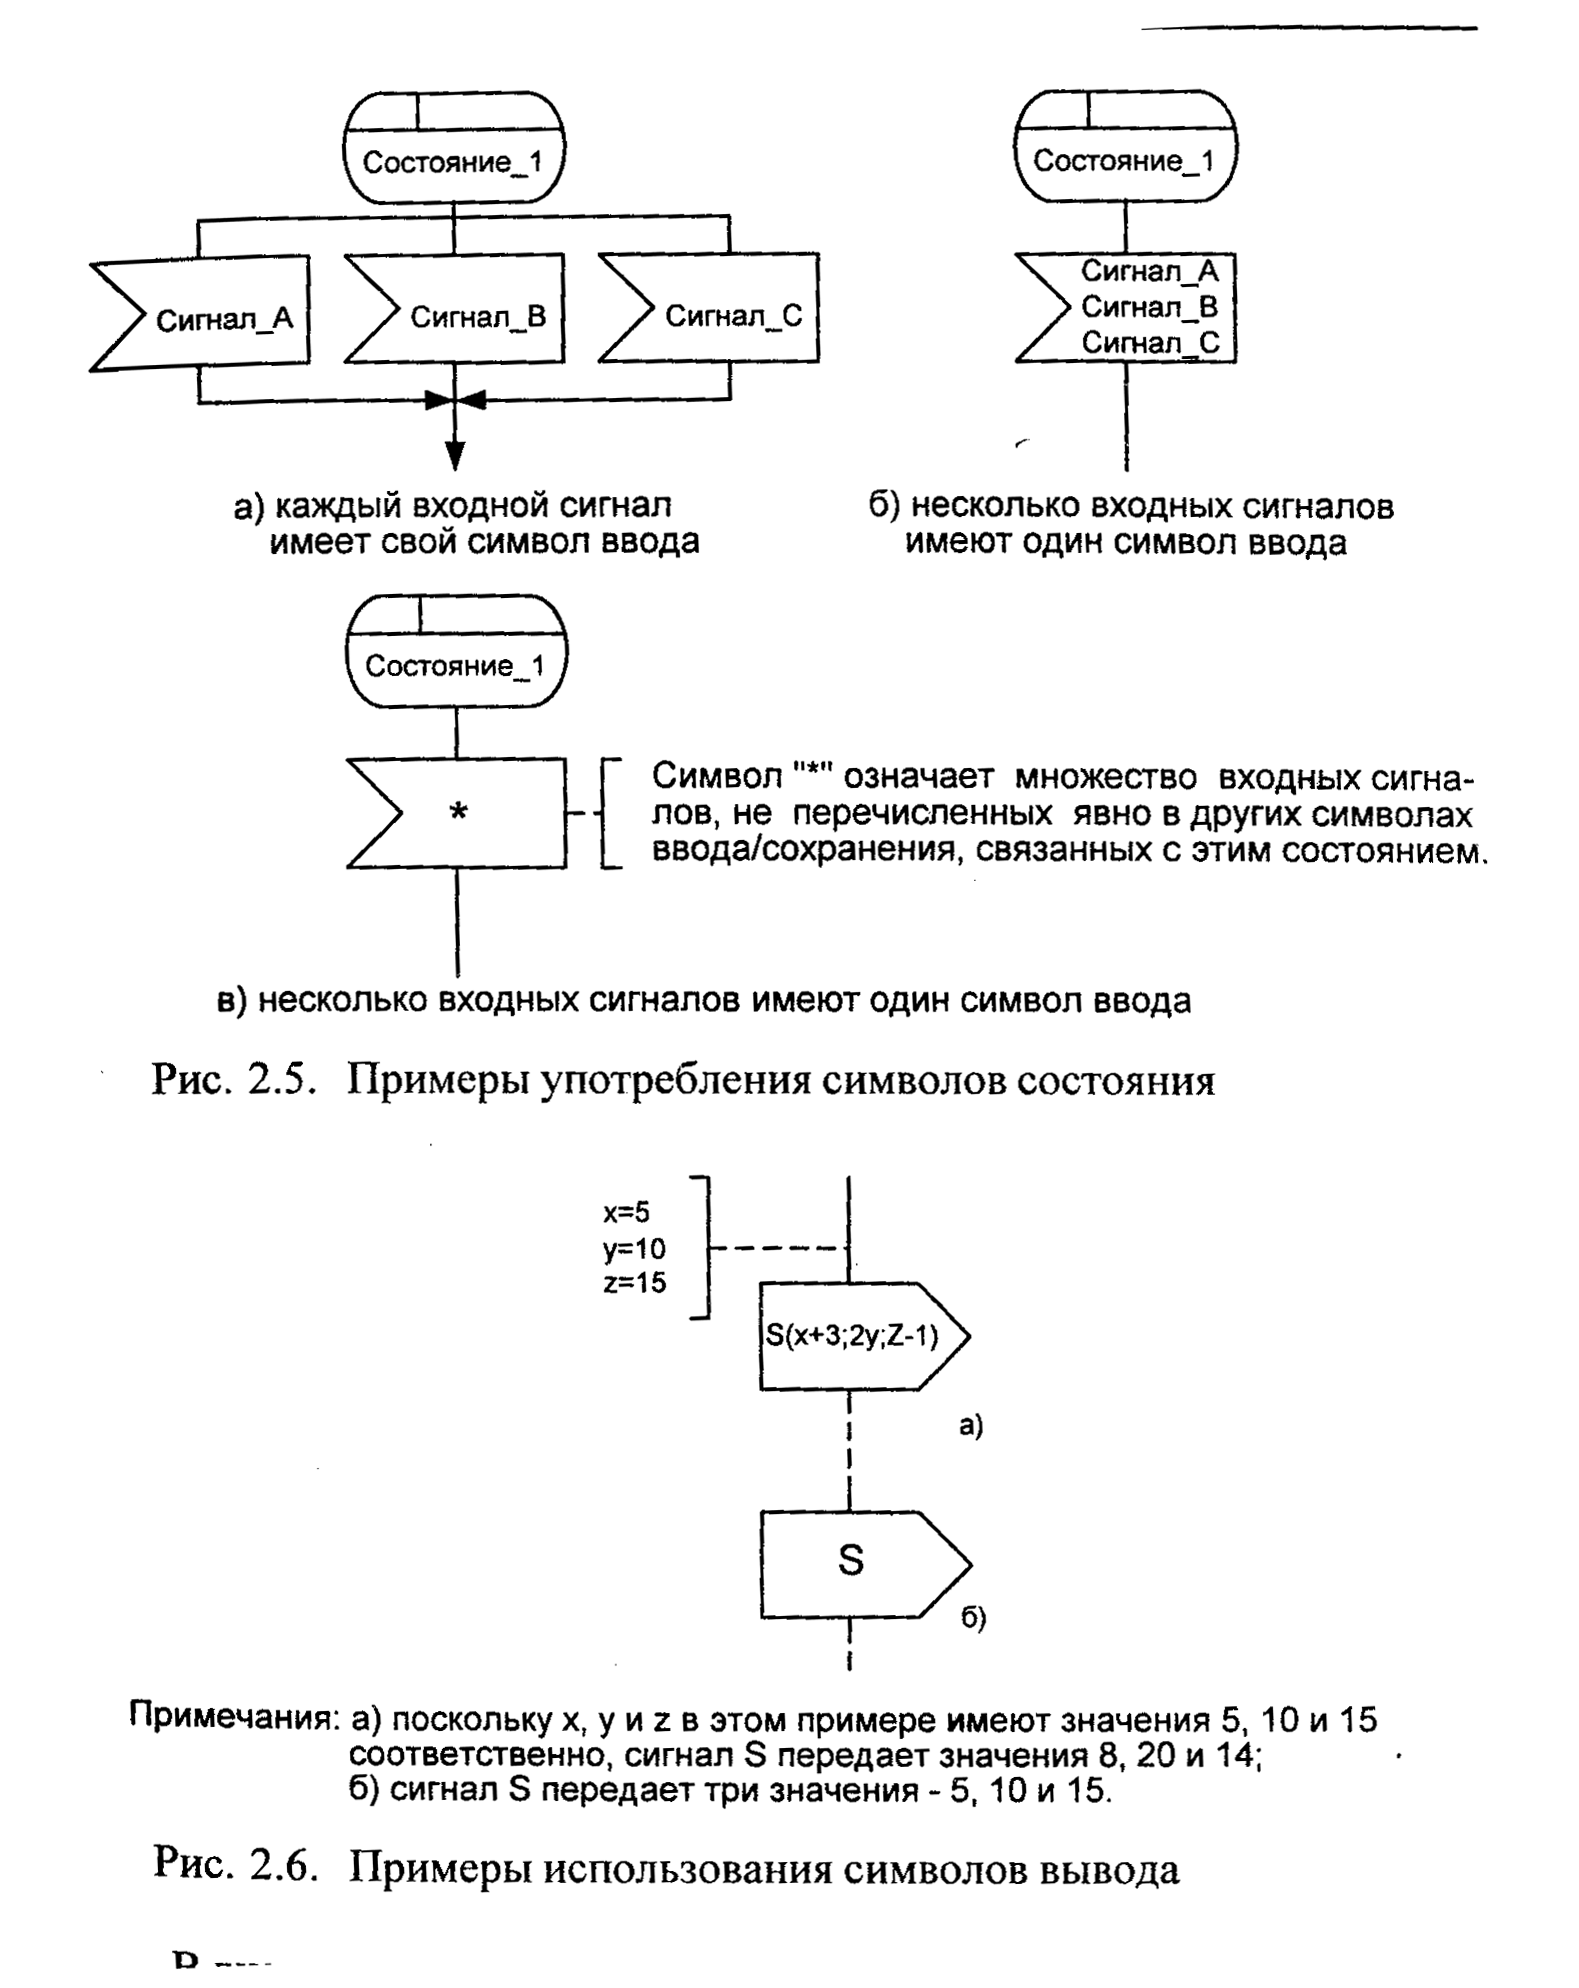 Состояние_1
Состояние_1
Сигнал_A
Сигнал_B
Сигнал_C
Сигнал_A
Сигнал_B
Сигнал_C
а) каждый входной сигнал
имеет свой символ ввода
б) несколько входных сигналов
имеют один символ ввода
Состояние_1
*
Символ "*" означает множество входных сигна-
лов, не перечисленных явно в других символах
ввода/сохранения, связанных с этим состоянием.
в) несколько входных сигналов имеют один символ ввода
Рис. 2.5. Примеры употребления символов состояния
x=5
y=10
z=15
S(x+3;2y;Z-1)
а)
S
б)
Примечания: а) поскольку x, y и z в этом примере имеют значения 5, 10 и 15
соответственно, сигнал S передает значения 8, 20 и 14;
б) сигнал S передает три значения - 5, 10 и 15.
Рис. 2.6. Примеры использования символов вывода